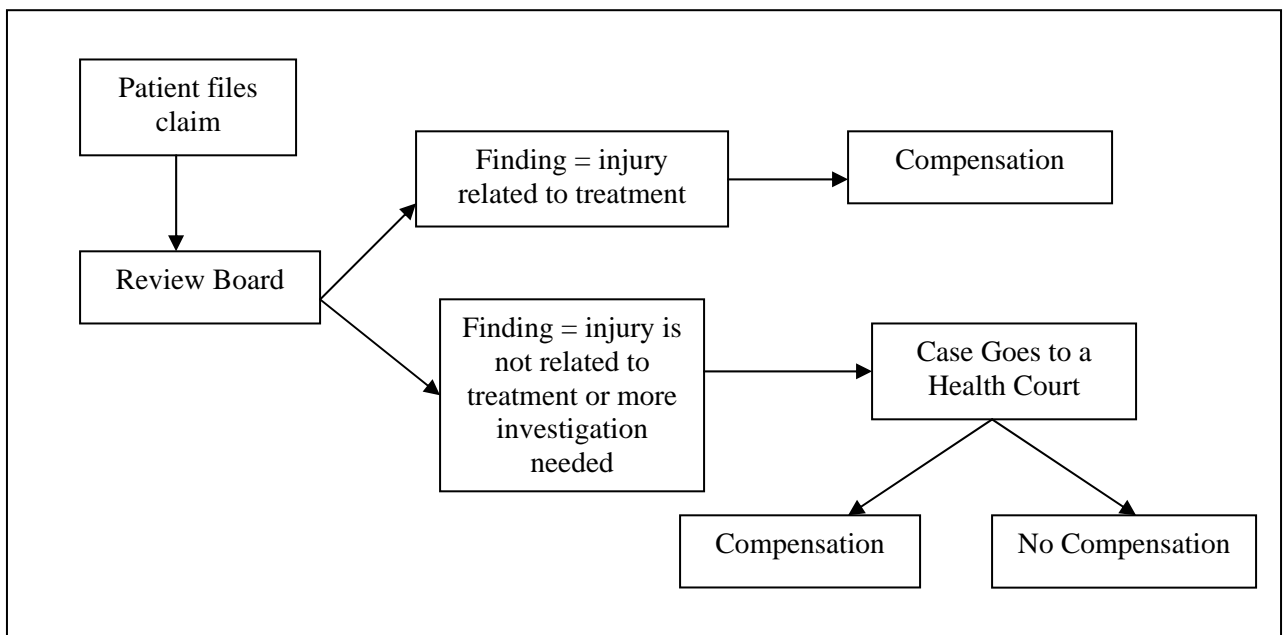 Patient files
claim
Review Board
Finding = injury
related to treatment
Compensation
Finding = injury is
not related to
treatment or more
investigation
needed
Case Goes to a
Health Court
Compensation
No Compensation